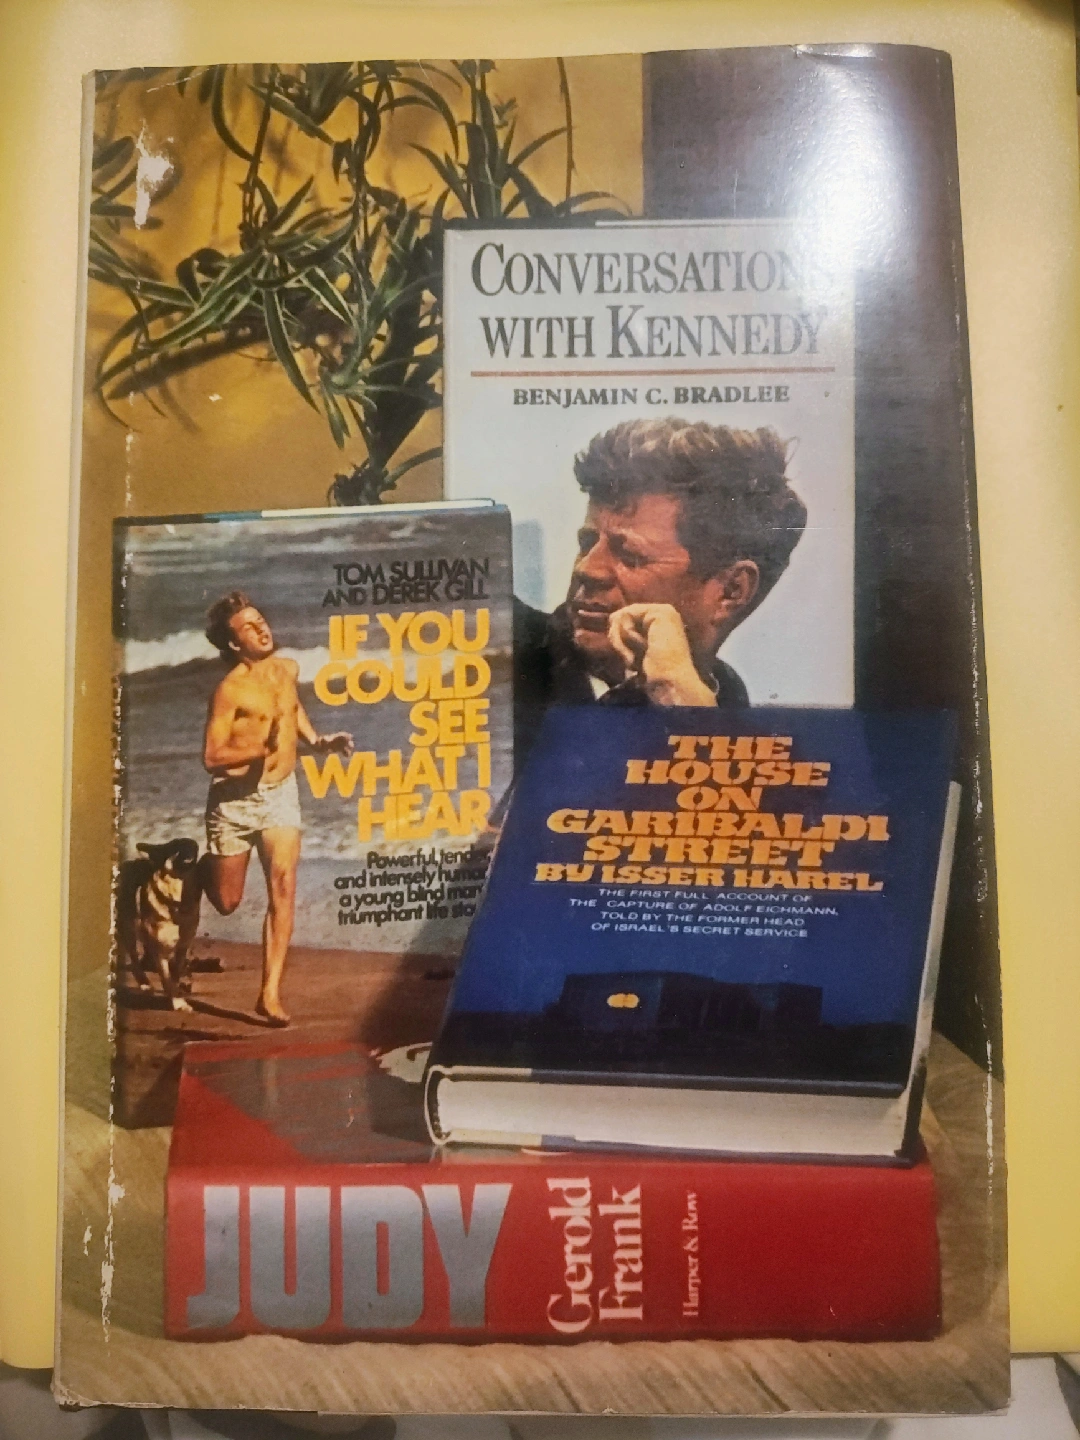 CONVERSATIONS
WITH KENNEDY
BENJAMIN C. BRADLEE
TOM SULLIVAN
AND DEREK GILL
IF YOU
COULD
SEE
WHAT I
HEAR
Powerful, tender
and intensely human
a young blind man's
triumphant life story
THE
HOUSE
ON
GARIBALDI
STREET
BY ISSER HAREL
THE FIRST FULL ACCOUNT OF
THE CAPTURE OF ADOLF EICHMANN,
TOLD BY THE FORMER HEAD
OF ISRAEL'S SECRET SERVICE
JUDY
Gerold
Frank
Harper & Row